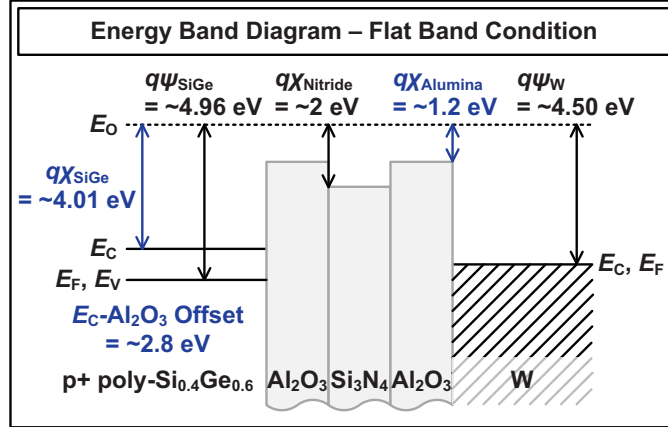 Energy Band Diagram – Flat Band Condition
qψSiGe qχNitride qχAlumina qψW
= ~4.96 eV = ~2 eV = ~1.2 eV = ~4.50 eV
EO
qχSiGe
= ~4.01 eV
EC
EF, EV
EC, EF
EC-Al2O3 Offset
= ~2.8 eV
p+ poly-Si0.4Ge0.6 Al2O3 Si3N4 Al2O3 W